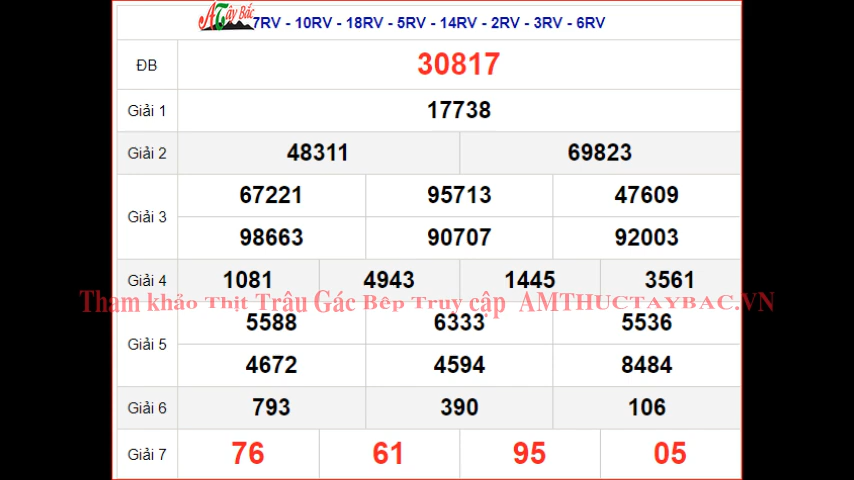 ATây Bắc
7RV - 10RV - 18RV - 5RV - 14RV - 2RV - 3RV - 6RV
ĐB 30817
Giải 1 17738
Giải 2 48311 69823
Giải 3 67221 95713 47609
98663 90707 92003
Giải 4 1081 4943 1445 3561
Tham khảo Thịt Trâu Gác Bếp Truy cập AMTHUCTAYBAC.VN
Giải 5 5588 6333 5536
4672 4594 8484
Giải 6 793 390 106
Giải 7 76 61 95 05